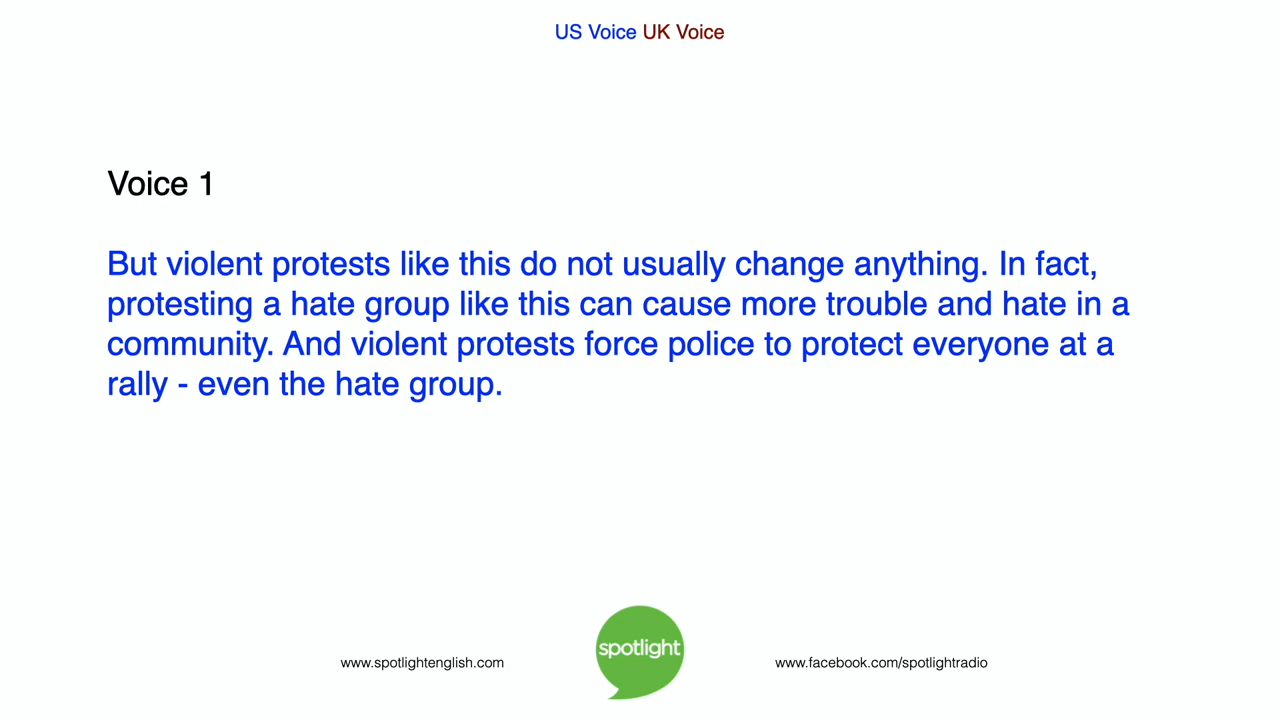 US Voice UK Voice
Voice 1
But violent protests like this do not usually change anything. In fact,
protesting a hate group like this can cause more trouble and hate in a
community. And violent protests force police to protect everyone at a
rally - even the hate group.
www.spotlightenglish.com
spotlight
www.facebook.com/spotlightradio